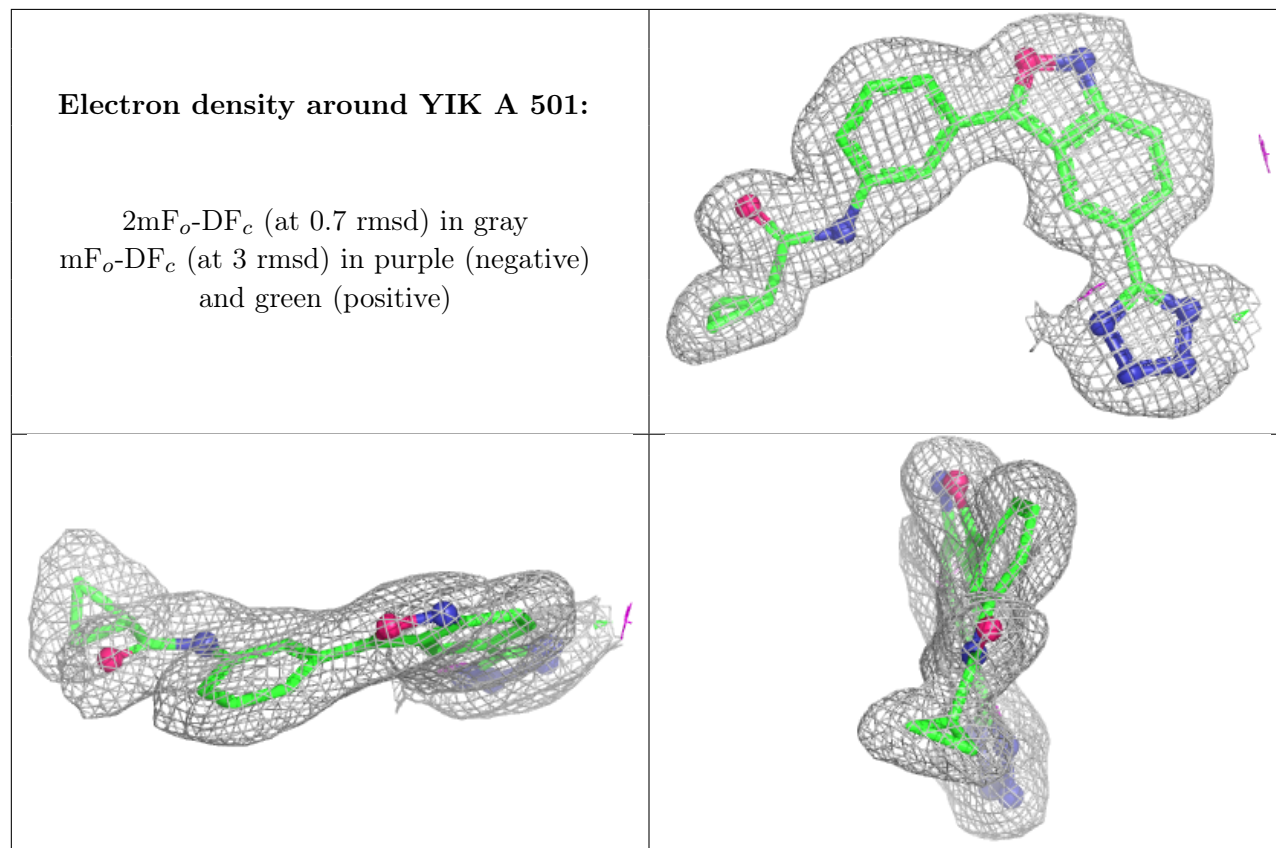 Electron density around YIK A 501:
2mFₒ-DF𝒸 (at 0.7 rmsd) in gray
mFₒ-DF𝒸 (at 3 rmsd) in purple (negative)
and green (positive)